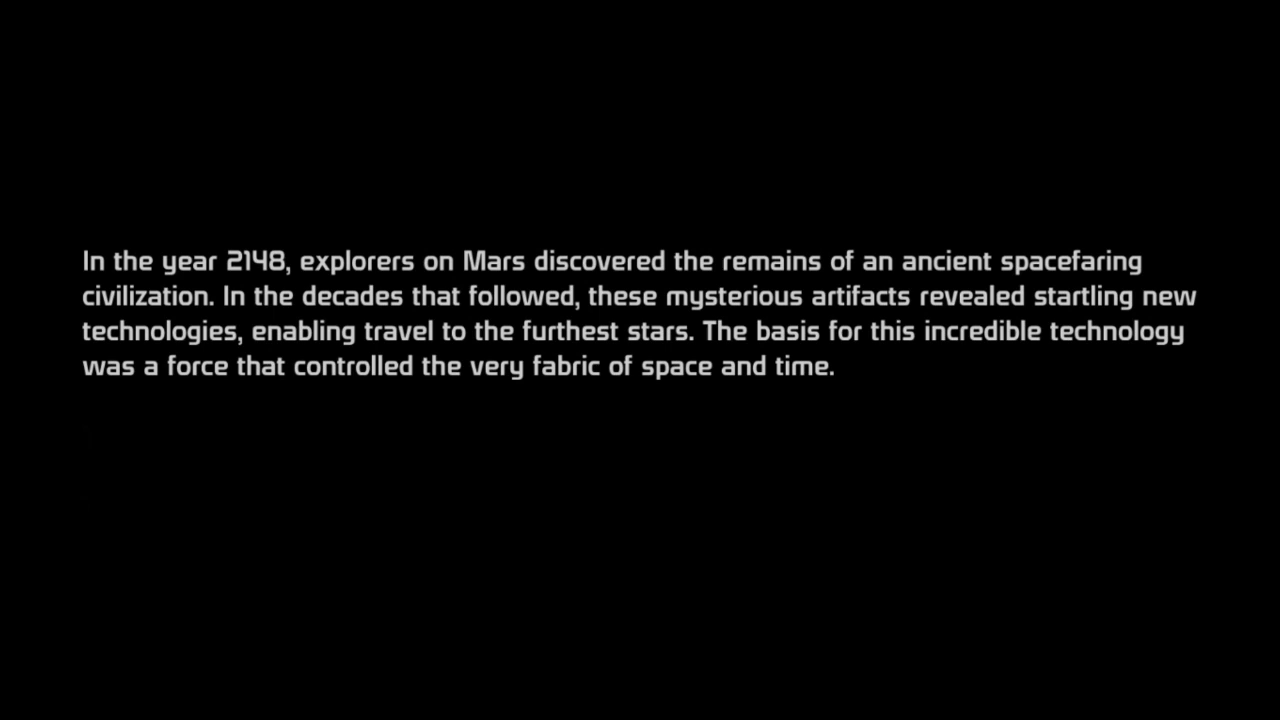 In the year 2148, explorers on Mars discovered the remains of an ancient spacefaring
civilization. In the decades that followed, these mysterious artifacts revealed startling new
technologies, enabling travel to the furthest stars. The basis for this incredible technology
was a force that controlled the very fabric of space and time.